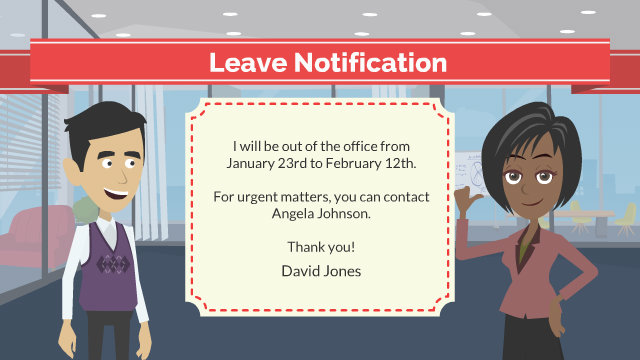 Leave Notification
I will be out of the office from
January 23rd to February 12th.
For urgent matters, you can contact
Angela Johnson.
Thank you!
David Jones